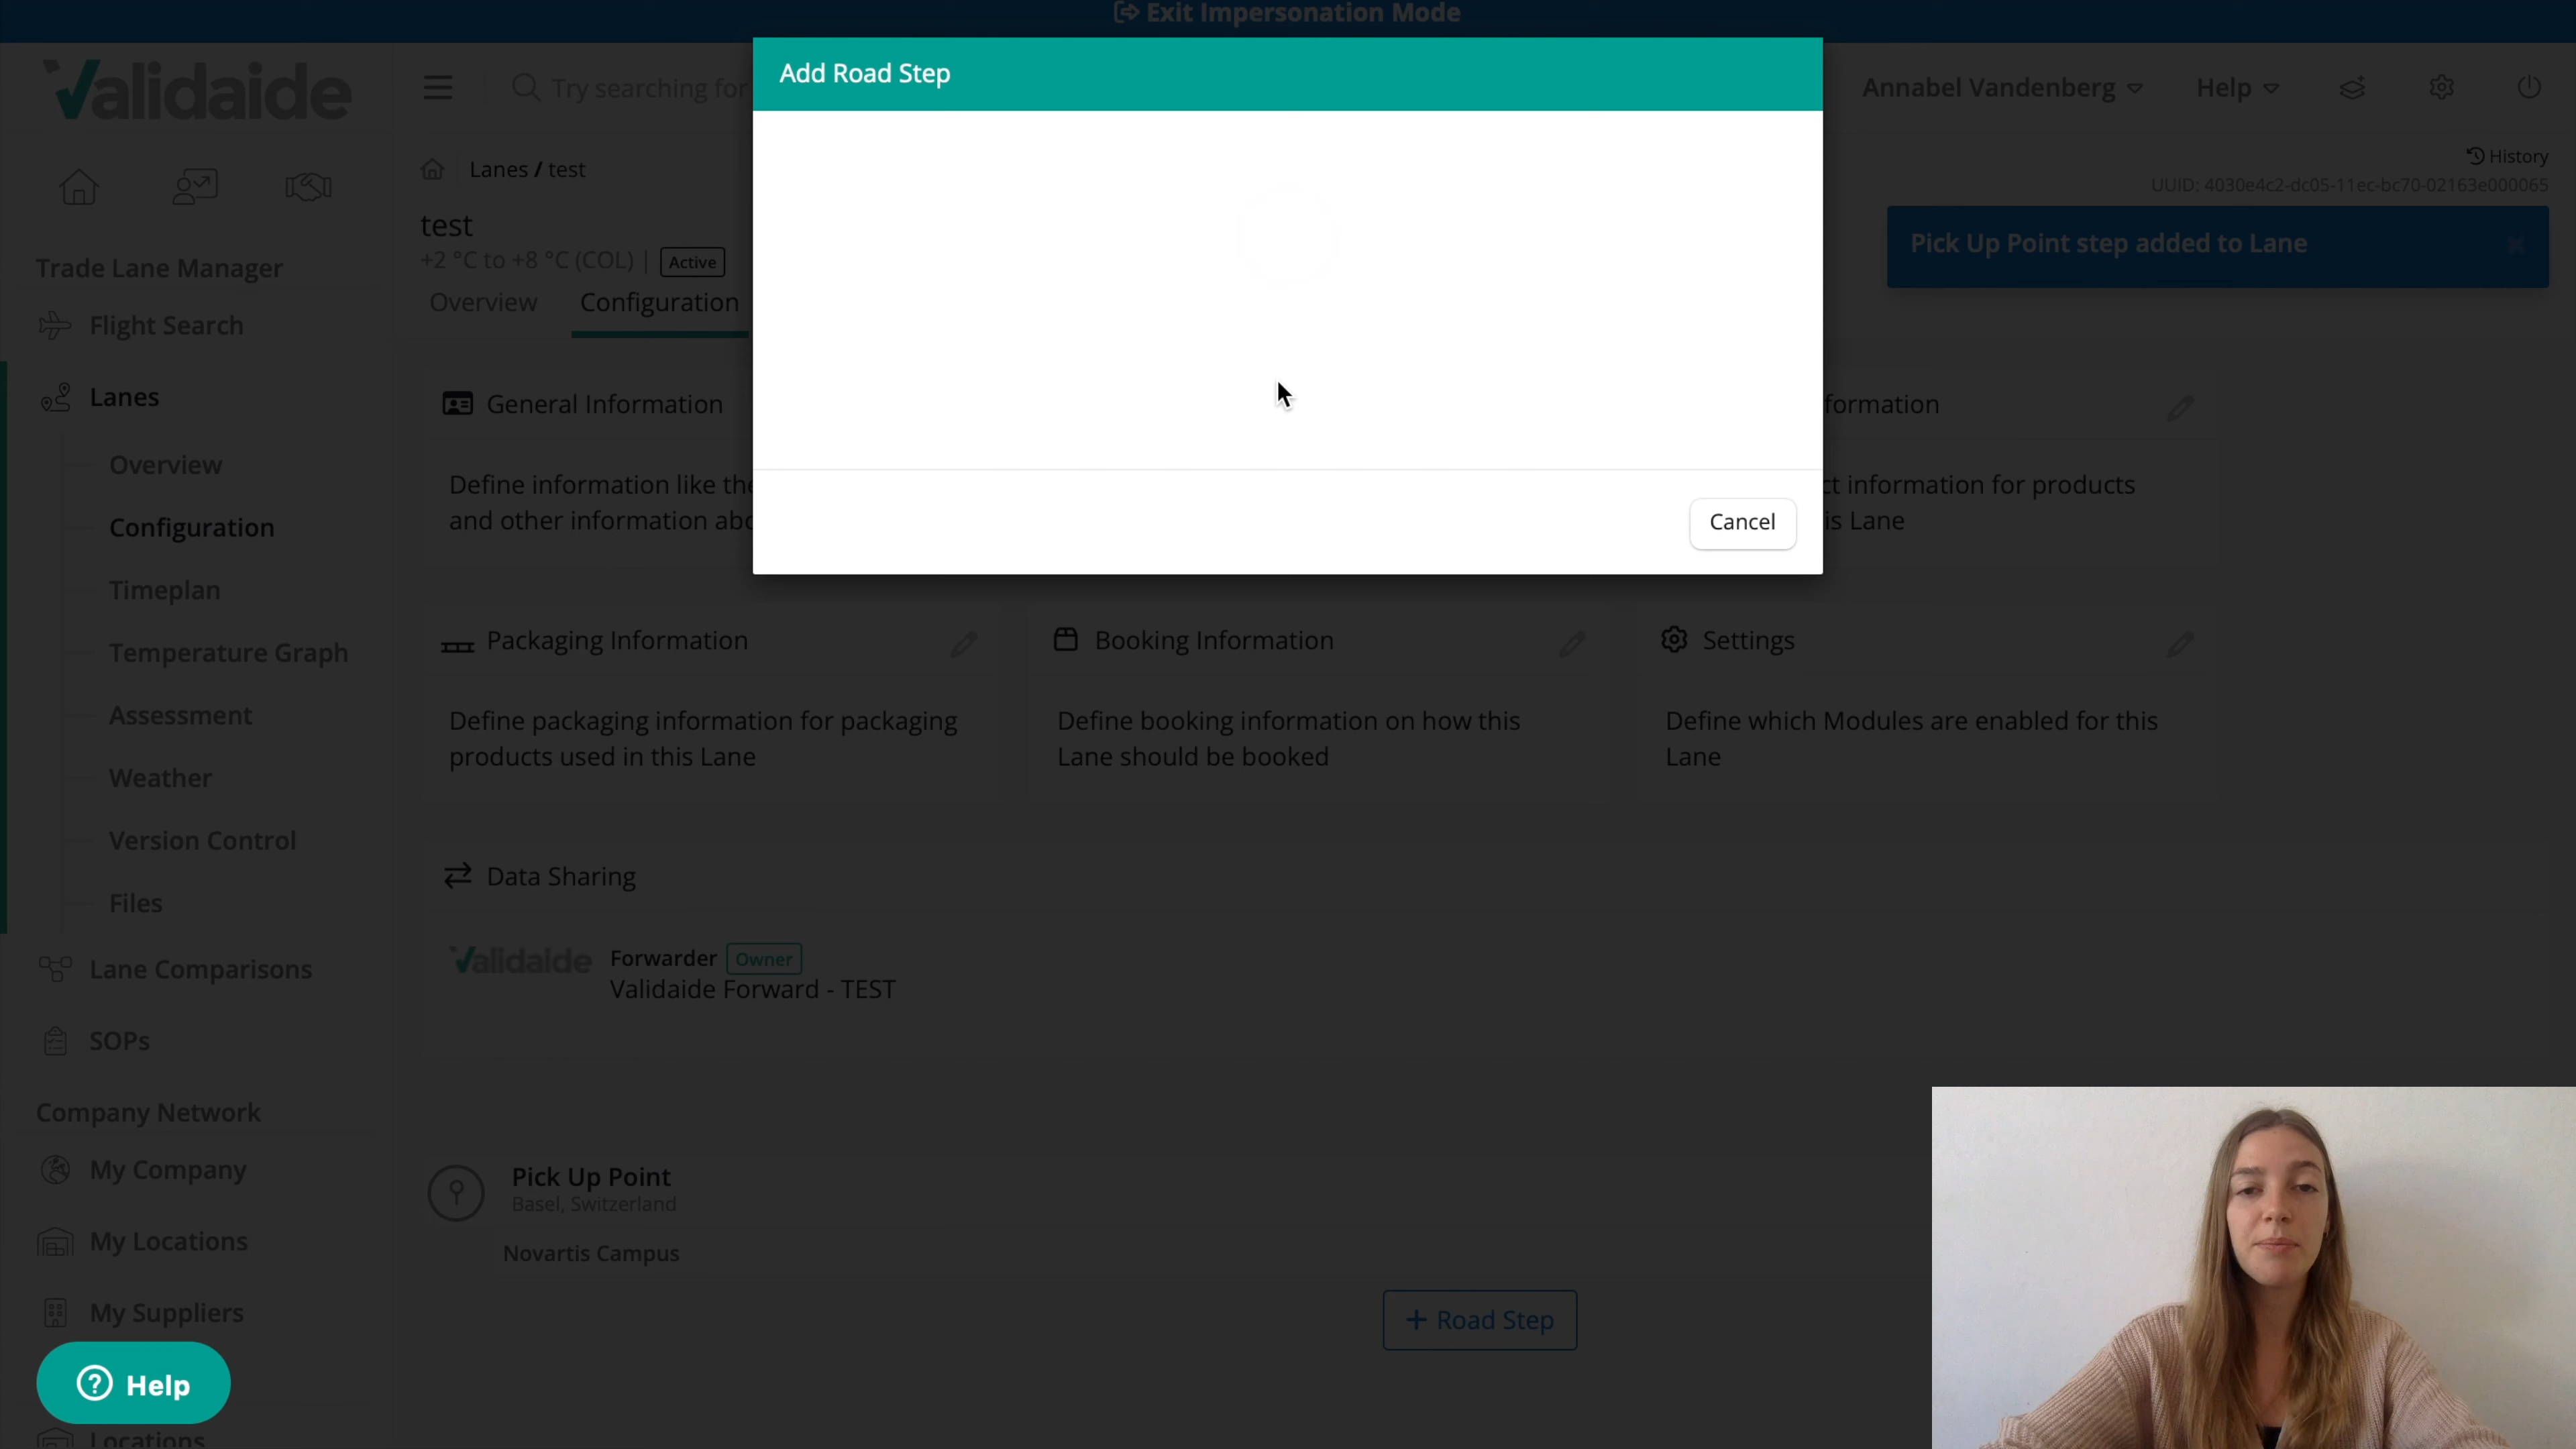 Exit Impersonation Mode
Validaide
Try searching for
Add Road Step
Annabel Vandenberg
Help
Lanes / test
History
UUID: 4030e4c2-dc05-11ec-bc70-02163e000065
test
+2 °C to +8 °C (COL) | Active
Pick Up Point step added to Lane
Overview
Configuration
Trade Lane Manager
Flight Search
Lanes
Overview
Configuration
Timeplan
Temperature Graph
Assessment
Weather
Version Control
Files
Lane Comparisons
SOPs
Company Network
My Company
My Locations
My Suppliers
Help
Locations
General Information
Define information like the
and other information
formation
ct information for products
is Lane
Cancel
Packaging Information
Define packaging information for packaging
products used in this Lane
Booking Information
Define booking information on how this
Lane should be booked
Settings
Define which Modules are enabled for this
Lane
Data Sharing
Validaide
Forwarder Owner
Validaide Forward - TEST
Pick Up Point
Basel, Switzerland
Novartis Campus
+ Road Step